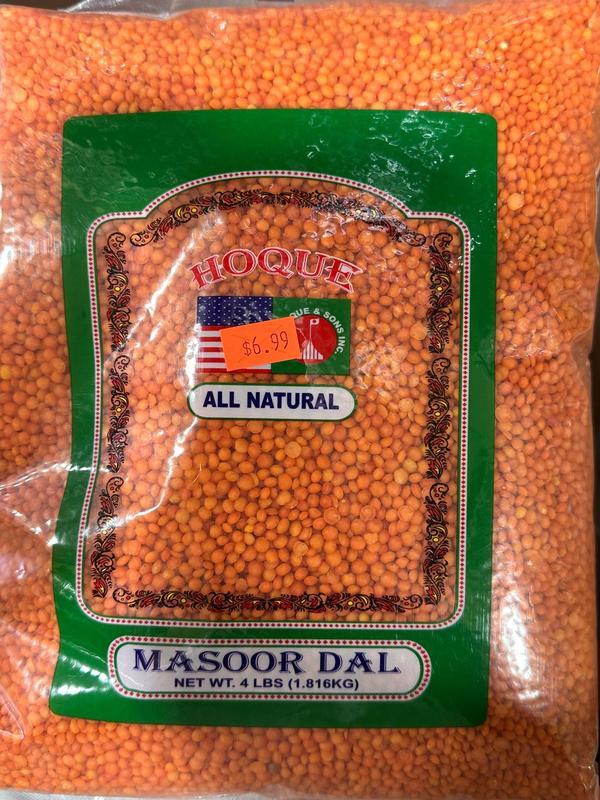 HOQUE
QUE & SONS INC.
$6.99
ALL NATURAL
MASOOR DAL
NET WT. 4 LBS (1.816KG)